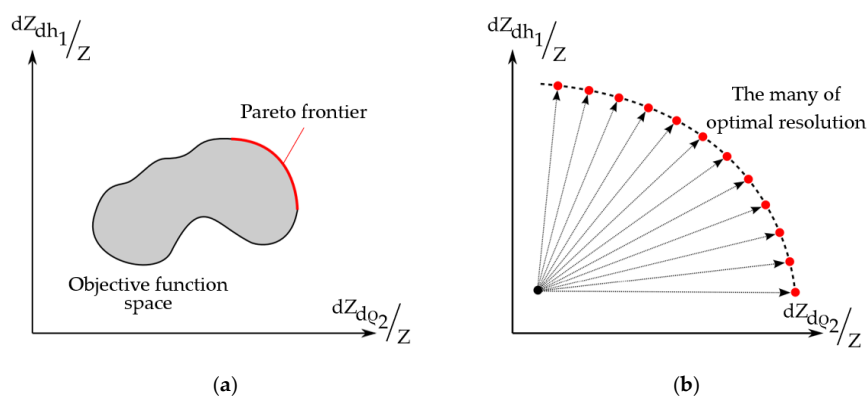 dZdh1/Z
Pareto frontier
Objective function
space
dZdϱ2/Z
(a)
dZdh1/Z
The many of
optimal resolution
dZdϱ2/Z
(b)